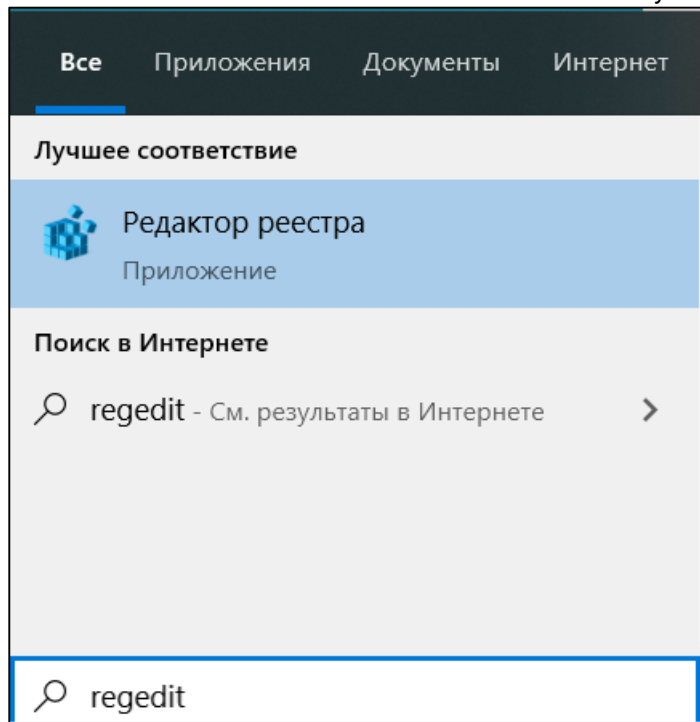 Все Приложения Документы Интернет
Лучшее соответствие
Редактор реестра
Приложение
Поиск в Интернете
regedit - См. результаты в Интернете
regedit